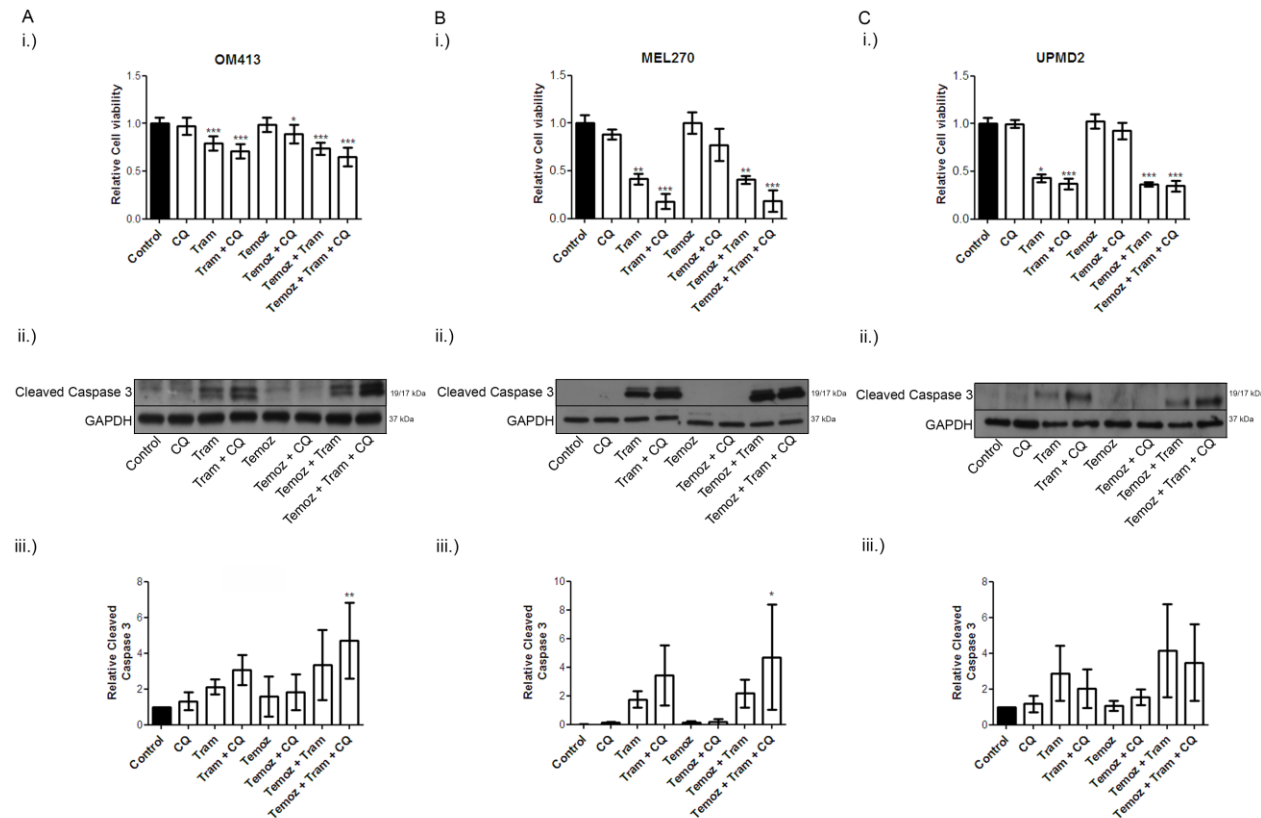 A
i.)
OM413
Relative Cell viability
1.5
1.0
0.5
0.0
***
***
*
***
***
Control
CQ
Tram
Tram + CQ
Temoz
Temoz + CQ
Temoz + Tram
Temoz + Tram + CQ
ii.)
Cleaved Caspase 3
19/17 kDa
GAPDH
37 kDa
Control
CQ
Tram
Tram + CQ
Temoz
Temoz + CQ
Temoz + Tram
Temoz + Tram + CQ
iii.)
Relative Cleaved
Caspase 3
8
6
4
2
0
**
Control
CQ
Tram
Tram + CQ
Temoz
Temoz + CQ
Temoz + Tram
Temoz + Tram + CQ
B
i.)
MEL270
Relative Cell viability
1.5
1.0
0.5
0.0
**
***
**
***
Control
CQ
Tram
Tram + CQ
Temoz
Temoz + CQ
Temoz + Tram
Temoz + Tram + CQ
ii.)
Cleaved Caspase 3
19/17 kDa
GAPDH
37 kDa
Control
CQ
Tram
Tram + CQ
Temoz
Temoz + CQ
Temoz + Tram
Temoz + Tram + CQ
iii.)
Relative Cleaved
Caspase 3
10
8
6
4
2
0
*
Control
CQ
Tram
Tram + CQ
Temoz
Temoz + CQ
Temoz + Tram
Temoz + Tram + CQ
C
i.)
UPMD2
Relative Cell viability
1.5
1.0
0.5
0.0
*
***
***
***
Control
CQ
Tram
Tram + CQ
Temoz
Temoz + CQ
Temoz + Tram
Temoz + Tram + CQ
ii.)
Cleaved Caspase 3
19/17 kDa
GAPDH
37 kDa
Control
CQ
Tram
Tram + CQ
Temoz
Temoz + CQ
Temoz + Tram
Temoz + Tram + CQ
iii.)
Relative Cleaved
Caspase 3
8
6
4
2
0
Control
CQ
Tram
Tram + CQ
Temoz
Temoz + CQ
Temoz + Tram
Temoz + Tram + CQ